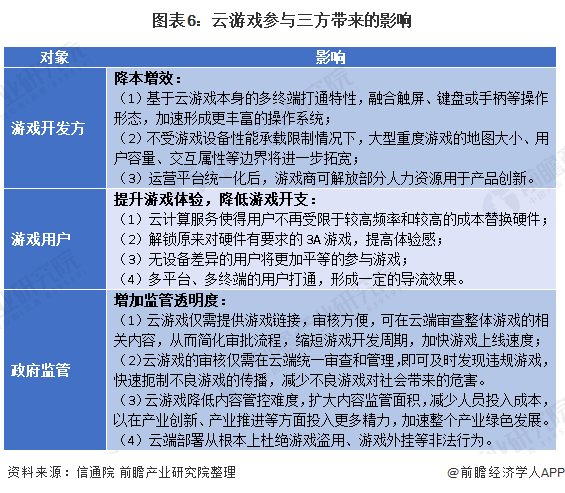 图表6：云游戏参与三方带来的影响
对象
影响
游戏开发方
降本增效：
（1）基于云游戏本身的多终端打通特性，融合触屏、键盘或手柄等操作
形态，加速形成更丰富的操作系统；
（2）不受游戏设备性能承载限制情况下，大型重度游戏的地图大小、用
户容量、交互属性等边界将进一步拓宽；
（3）运营平台统一化后，游戏商可解放部分人力资源用于产品创新。
游戏用户
提升游戏体验，降低游戏开支：
（1）云计算服务使得用户不再受限于较高频率和较高的成本替换硬件；
（2）解锁原来对硬件有要求的 3A 游戏，提高体验感；
（3）无设备差异的用户将更加平等的参与游戏；
（4）多平台、多终端的用户打通，形成一定的导流效果。
政府监管
增加监管透明度：
（1）云游戏仅需提供游戏链接，审核方便，可在云端审查整体游戏的相
关内容，从而简化审批流程，缩短游戏开发周期，加快游戏上线速度；
（2）云游戏的审核仅需在云端统一审查和管理，即可及时发现违规游戏，
快速扼制不良游戏的传播，减少不良游戏对社会带来的危害。
（3）云游戏降低内容管控难度，扩大内容监管面积，减少人员投入成本，
以在产业创新、产业推进等方面投入更多精力，加速整个产业绿色发展。
（4）云端部署从根本上杜绝游戏盗用、游戏外挂等非法行为。
资料来源：信通院 前瞻产业研究院整理
@前瞻经济学人APP